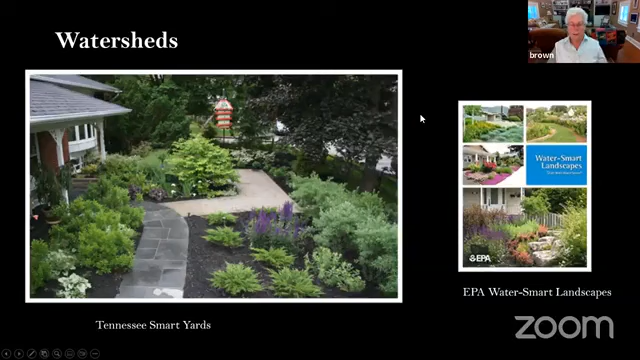 Watersheds
brown
Water-Smart
Landscapes
EPA
Tennessee Smart Yards
EPA Water-Smart Landscapes
zoom